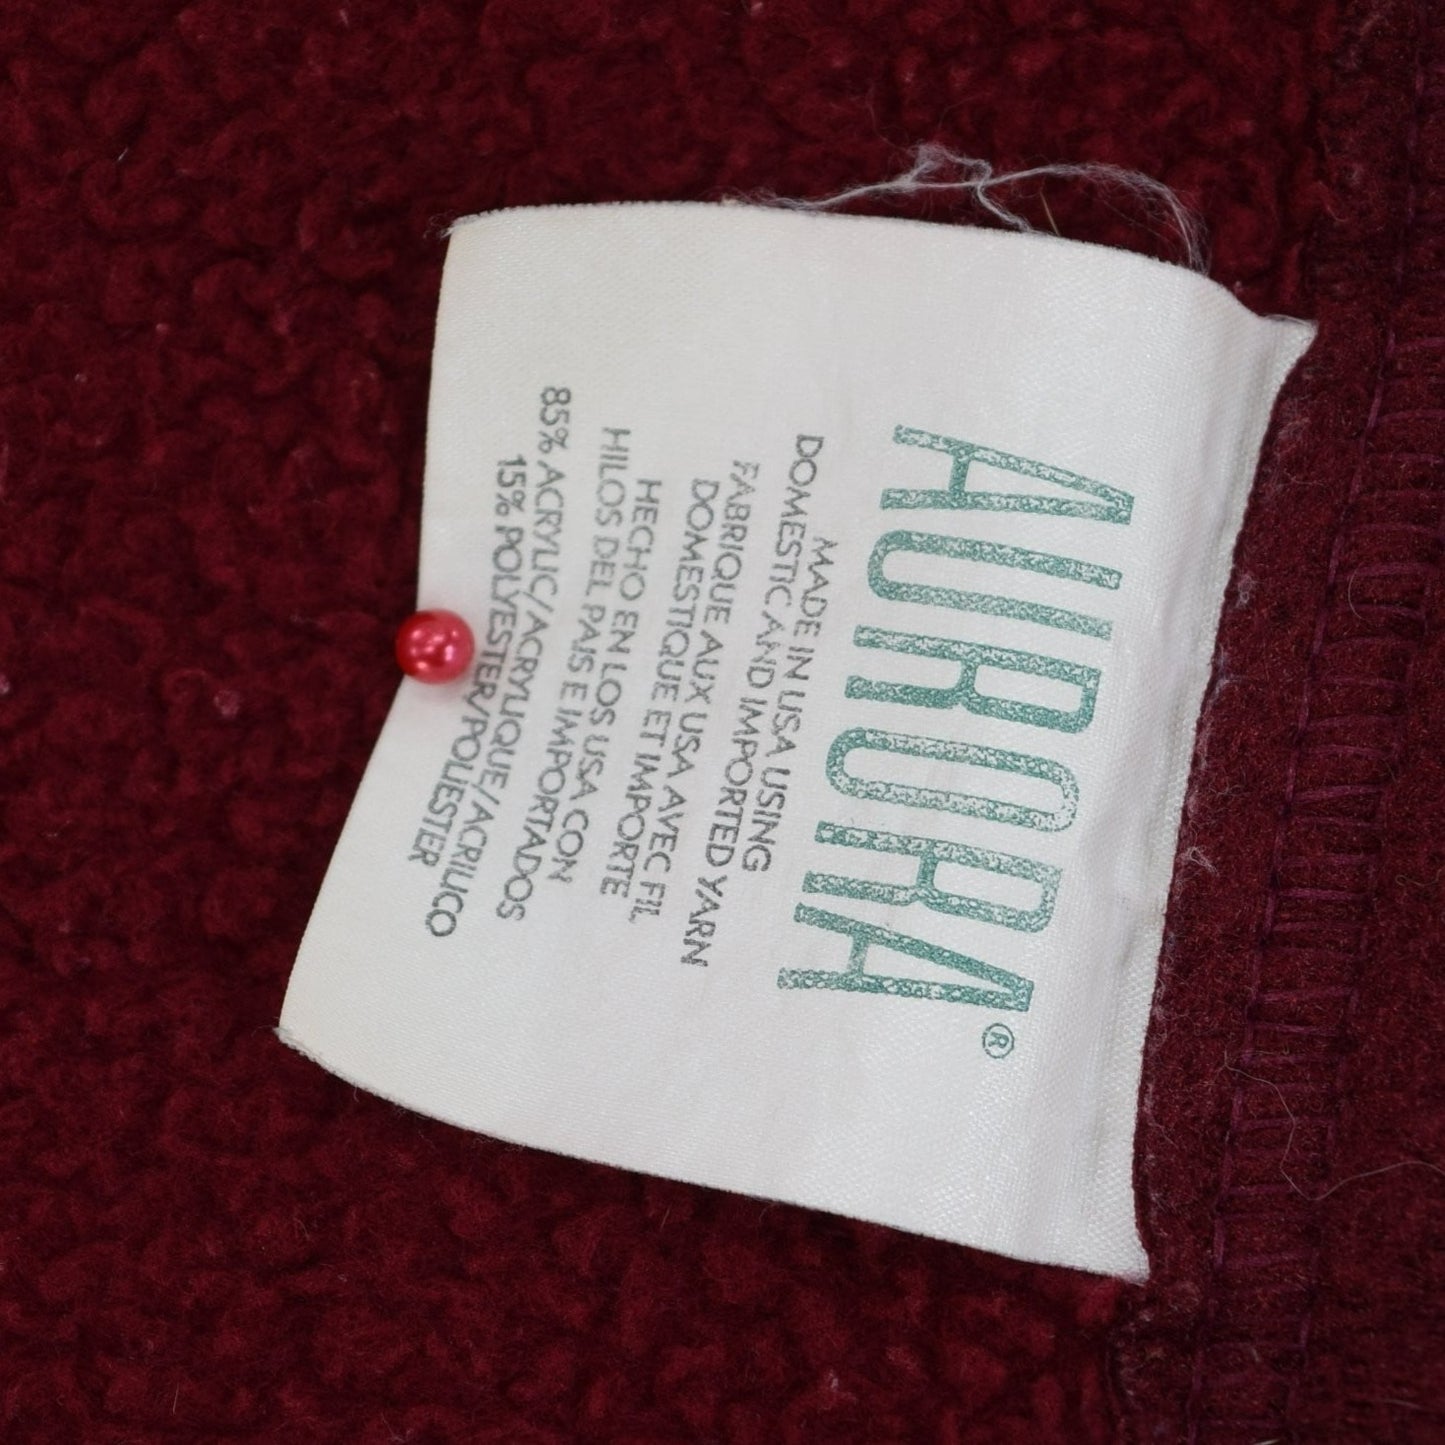 AURORA®
MADE IN USA USING
DOMESTIC AND IMPORTED YARN
FABRIQUE AUX USA AVEC FIL
DOMESTIQUE ET IMPORTE
HECHO EN LOS USA CON
HILOS DEL PAIS E IMPORTADOS
85% ACRYLIC/ACRYLIQUE/ACRILICO
15% POLYESTER/POLIESTER